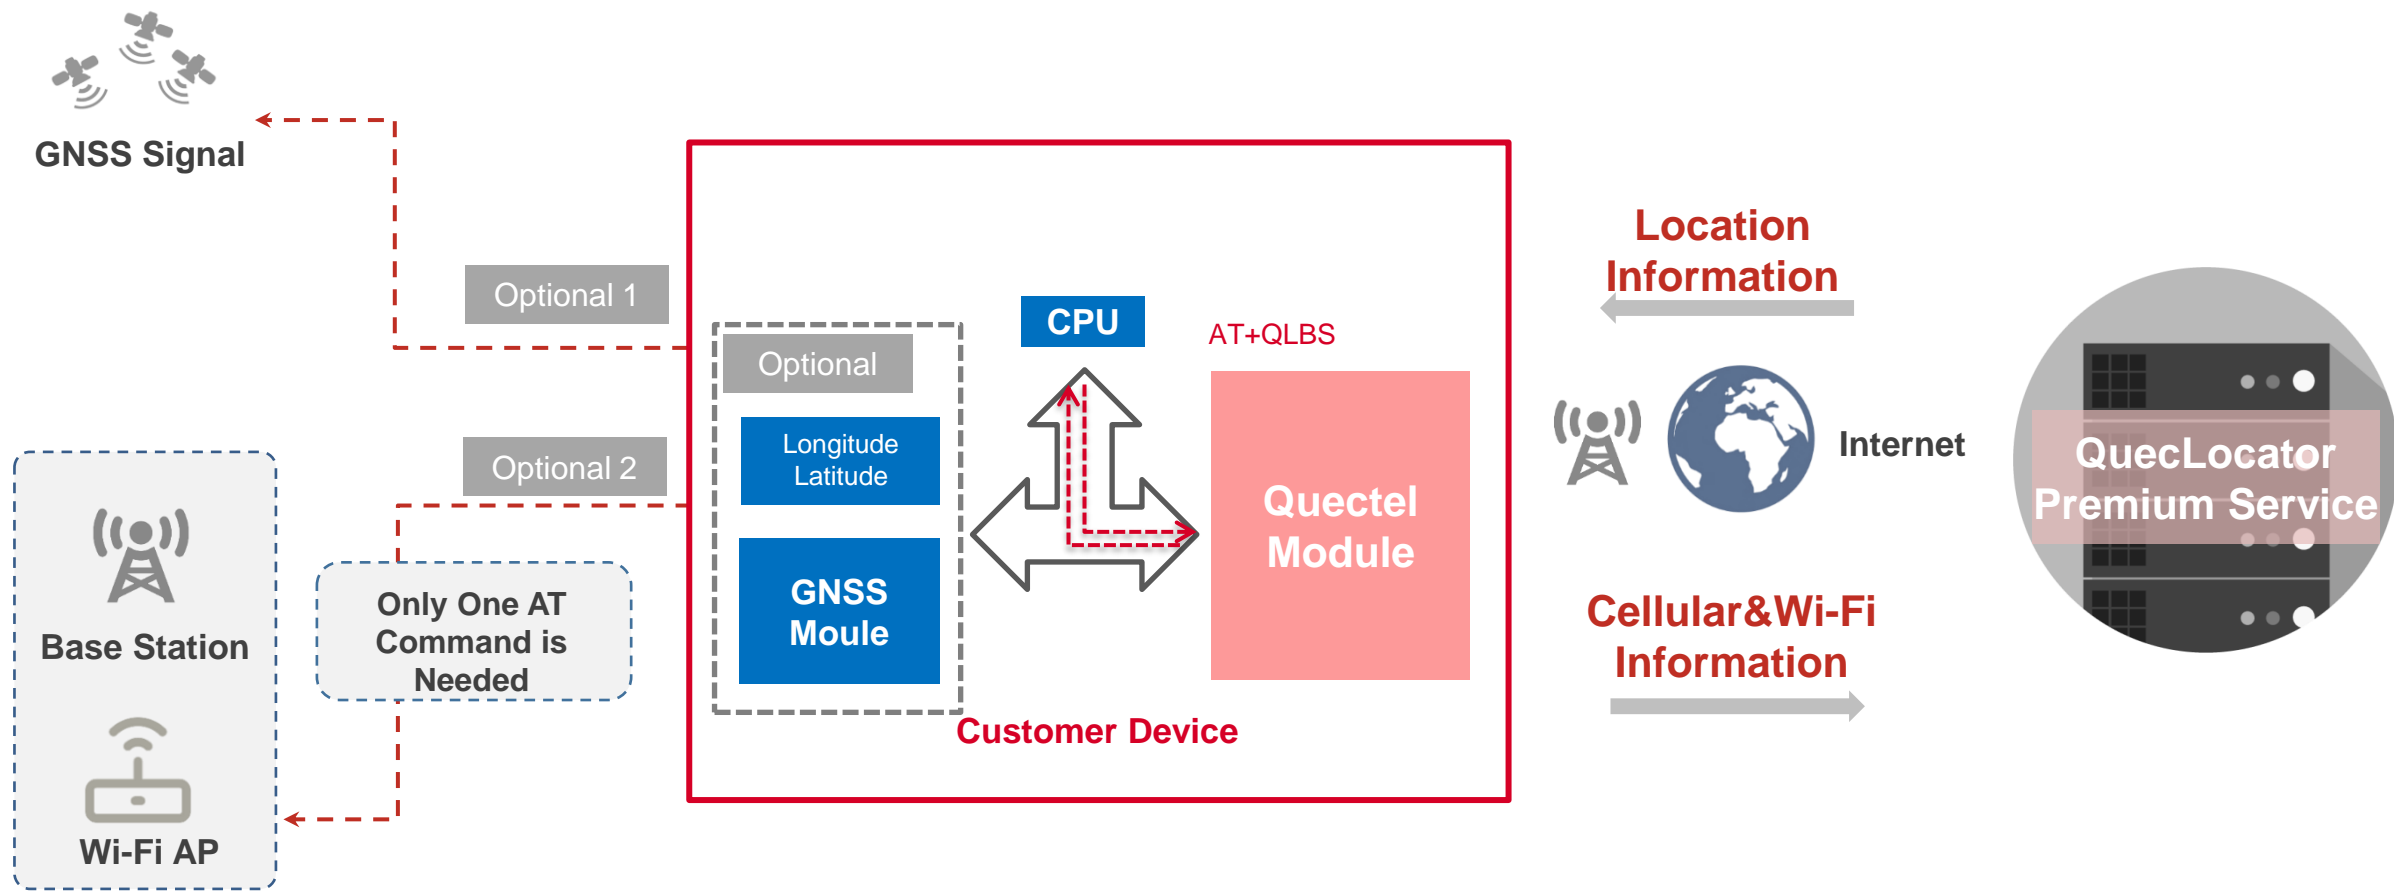 GNSS Signal
Optional 1
Optional 2
Base Station
Wi-Fi AP
Only One AT
Command is
Needed
Optional
Longitude
Latitude
GNSS
Moule
CPU
AT+QLBS
Quectel
Module
Customer Device
Location
Information
Internet
Cellular&Wi-Fi
Information
QuecLocator
Premium Service